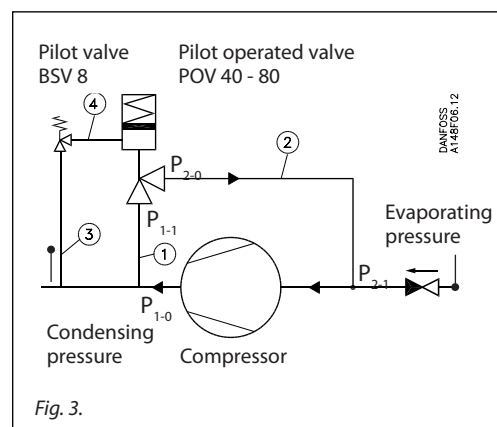 Pilot valve
BSV 8
Pilot operated valve
POV 40 - 80
4
DANFOSS
A148F06.12
P2-0
2
P1-1
Evaporating
pressure
3
1
P2-1
P1-0
Condensing
pressure
Compressor
Fig. 3.